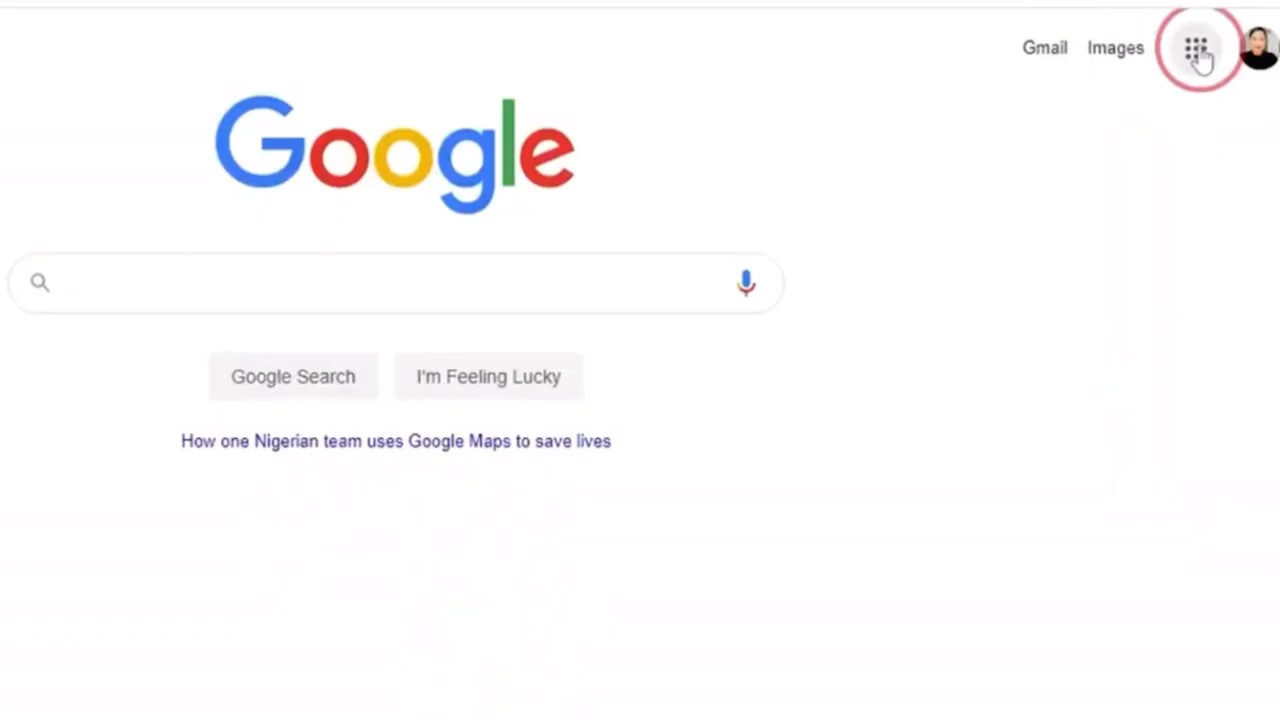 Gmail Images
Google
Google Search I'm Feeling Lucky
How one Nigerian team uses Google Maps to save lives